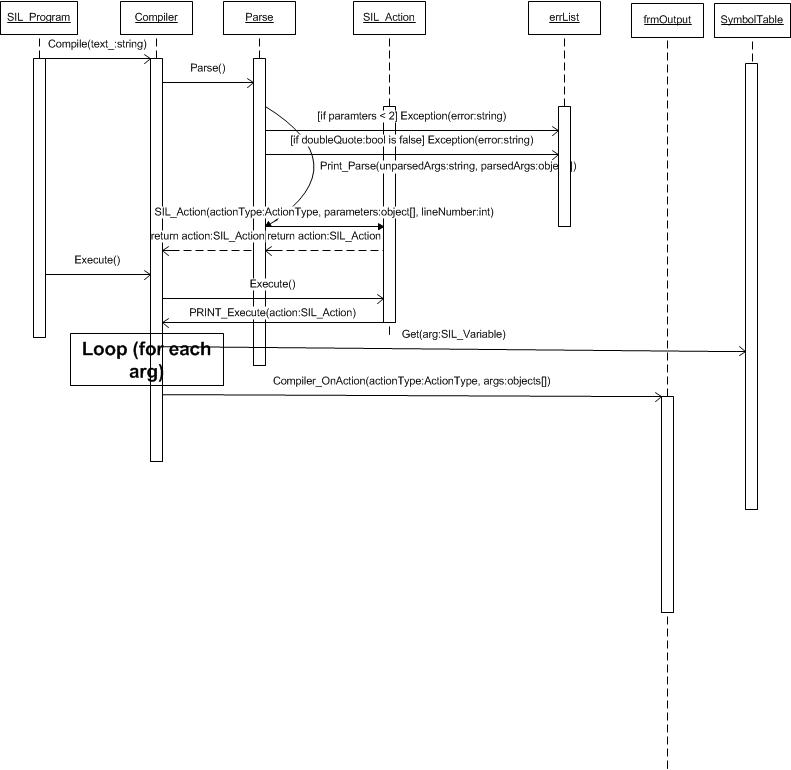 SIL_Program
Compiler
Parse
SIL_Action
errList
frmOutput
SymbolTable
Compile(text_:string)
Parse()
[if paramters < 2] Exception(error:string)
[if doubleQuote:bool is false] Exception(error:string)
Print_Parse(unparsedArgs:string, parsedArgs:object[])
SIL_Action(actionType:ActionType, parameters:object[], lineNumber:int)
return action:SIL_Action
return action:SIL_Action
Execute()
Execute()
PRINT_Execute(action:SIL_Action)
Get(arg:SIL_Variable)
Loop (for each
arg)
Compiler_OnAction(actionType:ActionType, args:objects[])